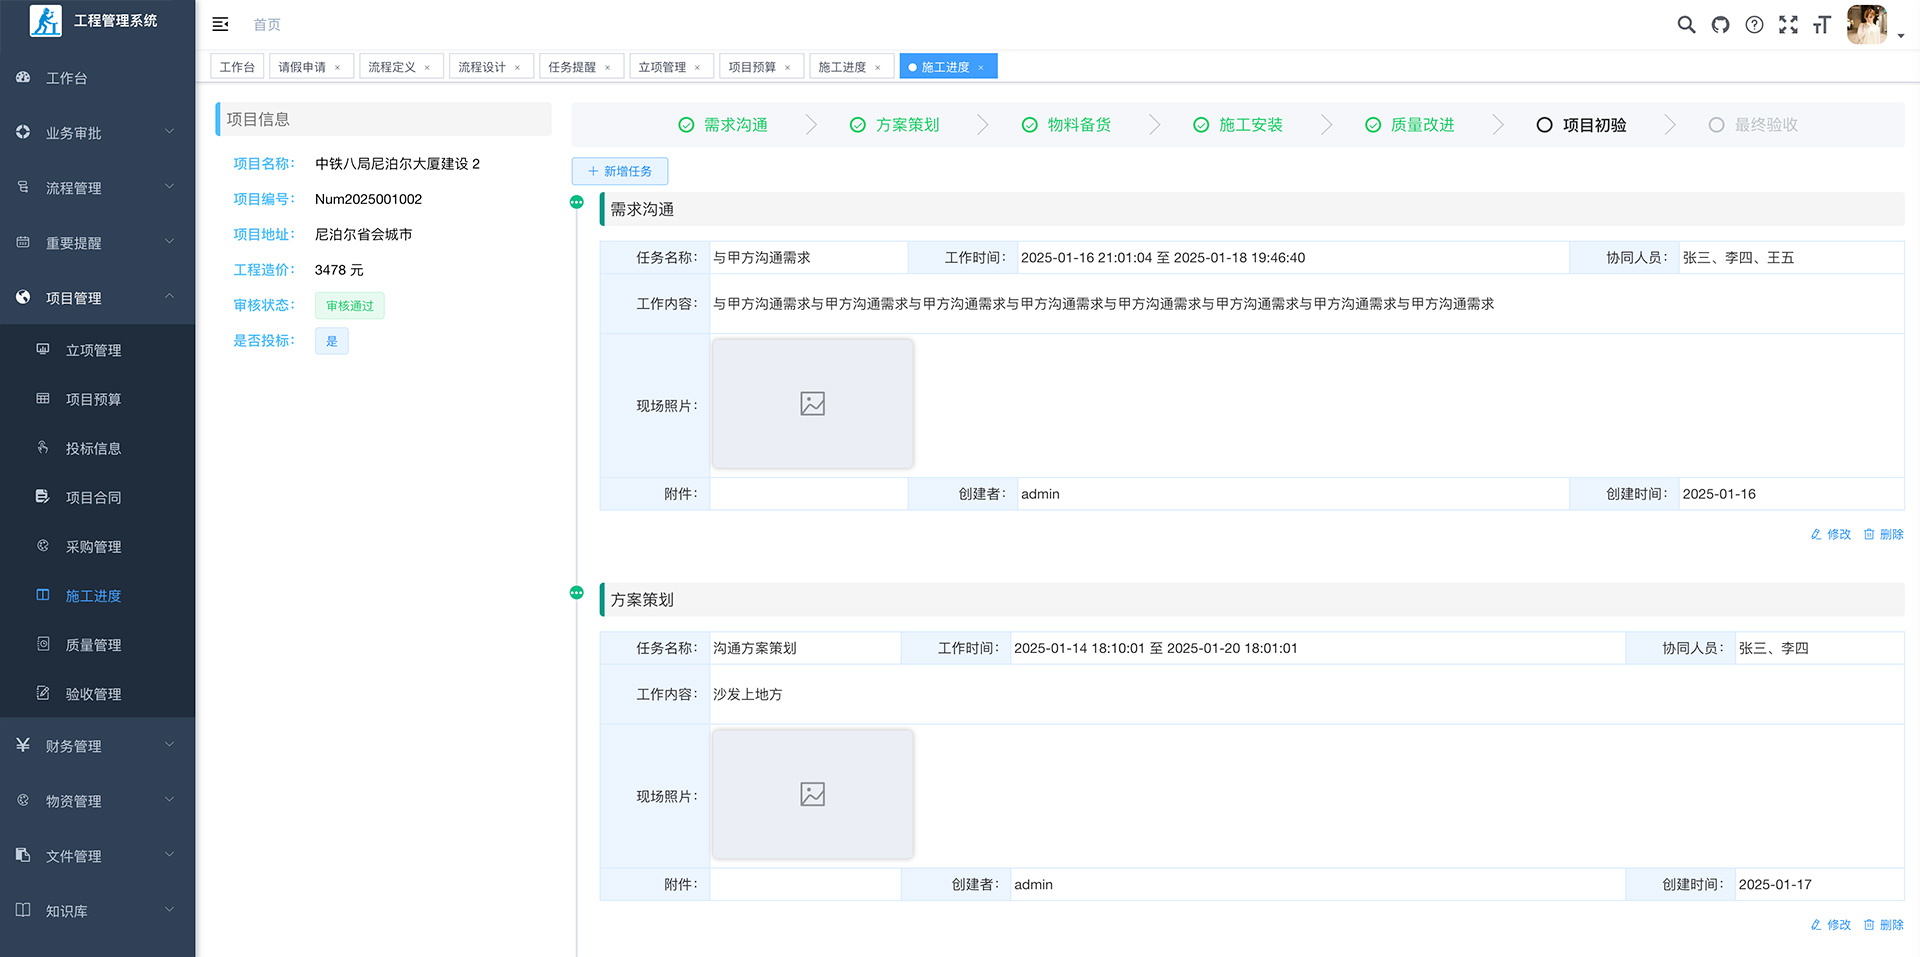 工程管理系统
首页
工作台
请假申请 ×
流程定义 ×
流程设计 ×
任务提醒 ×
立项管理 ×
项目预算 ×
施工进度 ×
施工进度 ×
工作台
业务审批
流程管理
重要提醒
项目管理
立项管理
项目预算
投标信息
项目合同
采购管理
施工进度
质量管理
验收管理
财务管理
物资管理
文件管理
知识库
项目信息
项目名称： 中铁八局尼泊尔大厦建设 2
项目编号： Num2025001002
项目地址： 尼泊尔省会城市
工程造价： 3478 元
审核状态： 审核通过
是否投标： 是
需求沟通 方案策划 物料备货 施工安装 质量改进 项目初验 最终验收
+ 新增任务
需求沟通
任务名称： 与甲方沟通需求 工作时间： 2025-01-16 21:01:04 至 2025-01-18 19:46:40 协同人员： 张三、李四、王五
工作内容： 与甲方沟通需求与甲方沟通需求与甲方沟通需求与甲方沟通需求与甲方沟通需求与甲方沟通需求与甲方沟通需求与甲方沟通需求
现场照片：
附件： 创建者： admin 创建时间： 2025-01-16
修改 删除
方案策划
任务名称： 沟通方案策划 工作时间： 2025-01-14 18:10:01 至 2025-01-20 18:01:01 协同人员： 张三、李四
工作内容： 沙发上地方
现场照片：
附件： 创建者： admin 创建时间： 2025-01-17
修改 删除